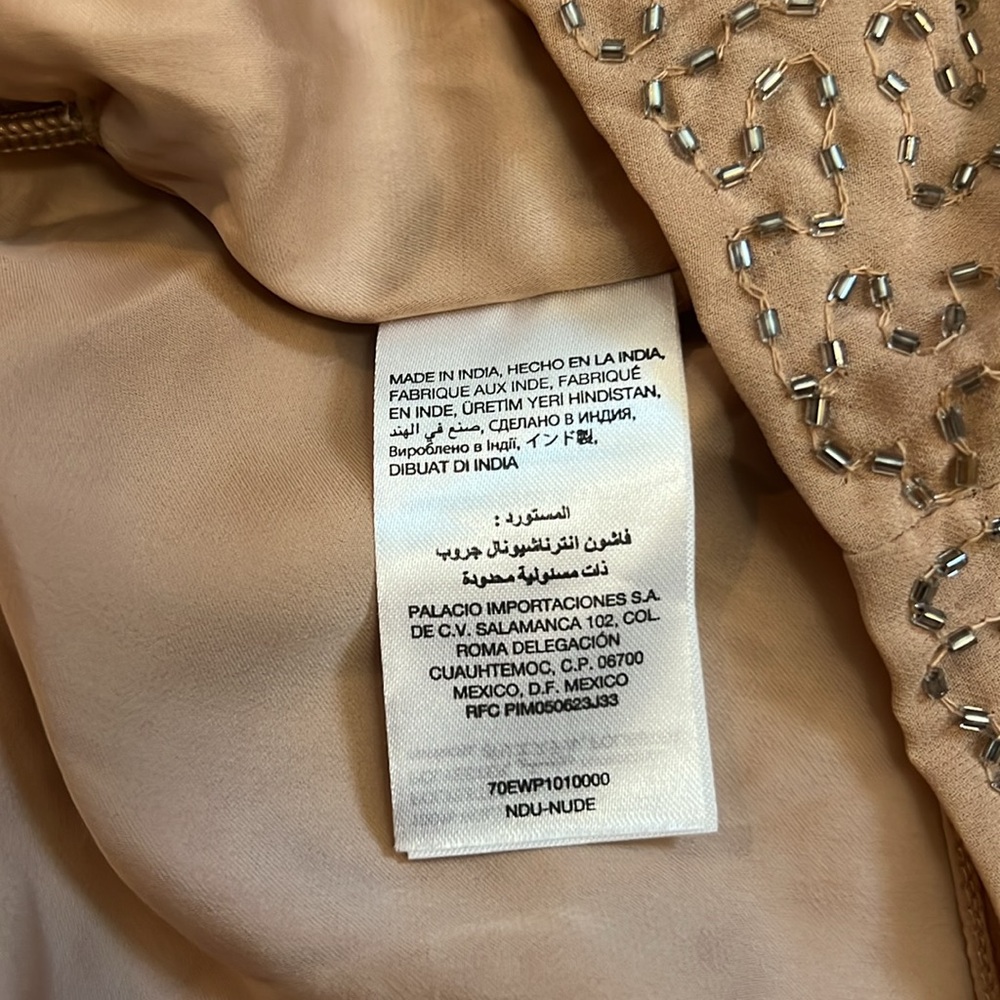 MADE IN INDIA, HECHO EN LA INDIA,
FABRIQUE AUX INDE, FABRIQUÉ
EN INDE, ÜRETIM YERI HINDISTAN,
صنع في الهند, СДЕЛАНО В ИНДИЯ,
Вироблено в Індії, インド製,
DIBUAT DI INDIA
المستورد :
فاشون انترناشيونال جروب
ذات مسئولية محدودة
PALACIO IMPORTACIONES S.A.
DE C.V. SALAMANCA 102, COL.
ROMA DELEGACIÓN
CUAUHTEMOC, C.P. 06700
MEXICO, D.F. MEXICO
RFC PIM050623J33
70EWP1010000
NDU-NUDE